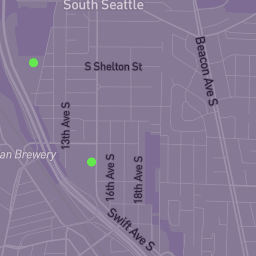 South Seattle
S Shelton St
Beacon Ave S
13th Ave S
an Brewery
16th Ave S
18th Ave S
Swift Ave S